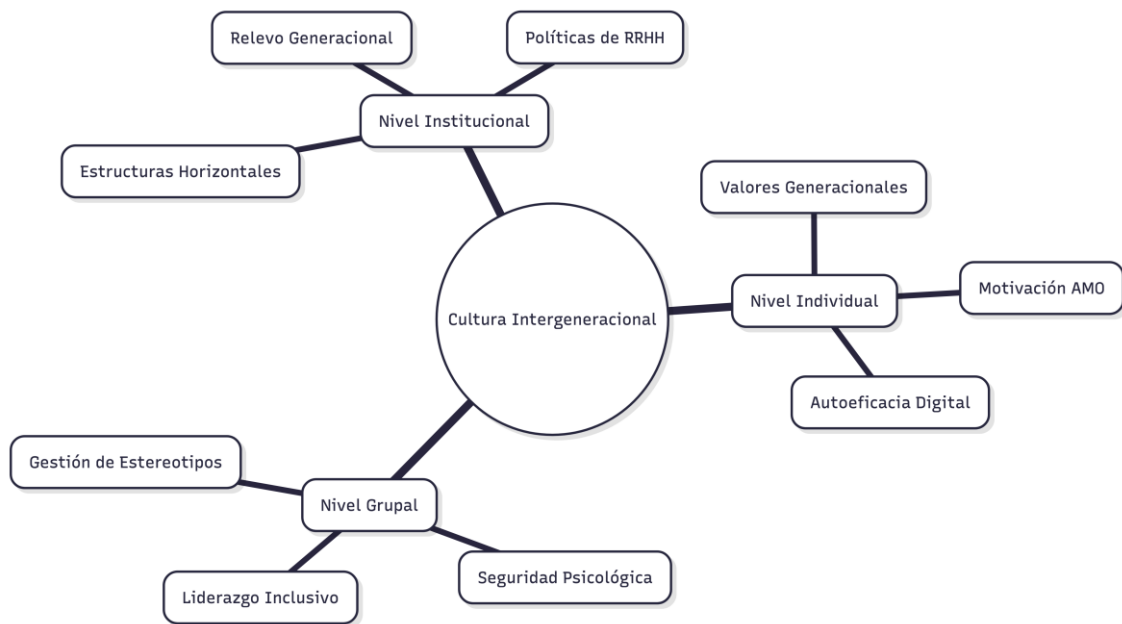 Relevo Generacional
Políticas de RRHH
Nivel Institucional
Estructuras Horizontales
Valores Generacionales
Nivel Individual
Motivación AMO
Cultura Intergeneracional
Autoeficacia Digital
Gestión de Estereotipos
Nivel Grupal
Seguridad Psicológica
Liderazgo Inclusivo